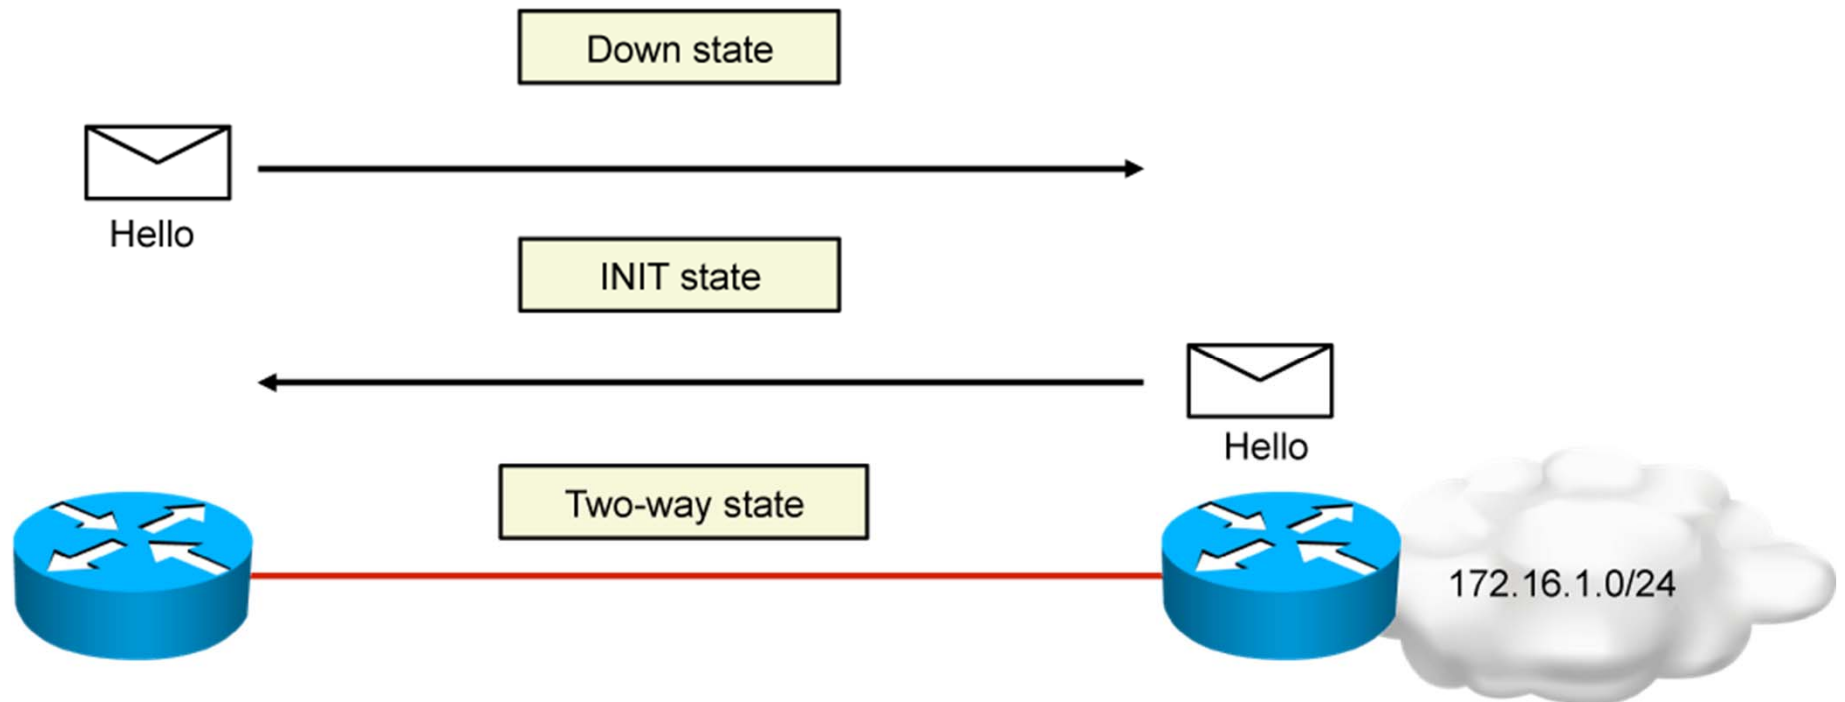 Down state
Hello
INIT state
Hello
Two-way state
172.16.1.0/24